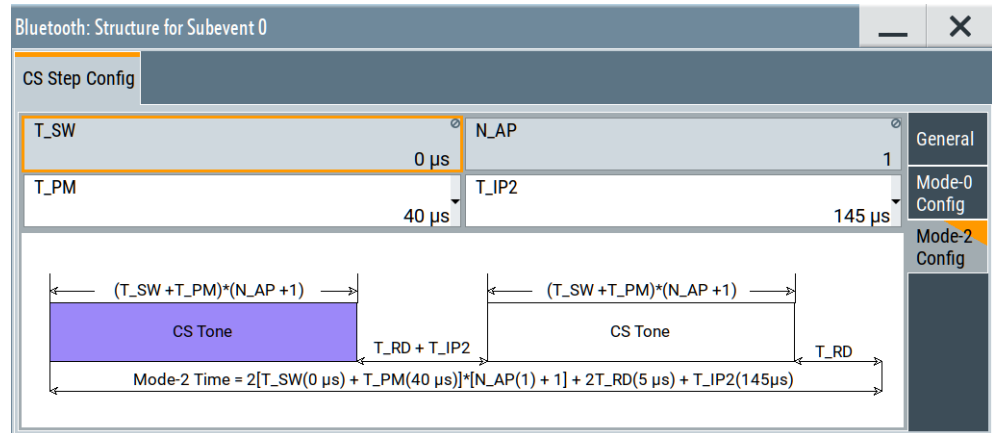 Bluetooth: Structure for Subevent 0
CS Step Config
T_SW
0 µs
N_AP
1
General
T_PM
40 µs
T_IP2
145 µs
Mode-0
Config
Mode-2
Config
(T_SW +T_PM)*(N_AP +1)
(T_SW +T_PM)*(N_AP +1)
CS Tone
CS Tone
T_RD + T_IP2
T_RD
Mode-2 Time = 2[T_SW(0 µs) + T_PM(40 µs)]*[N_AP(1) + 1] + 2T_RD(5 µs) + T_IP2(145µs)